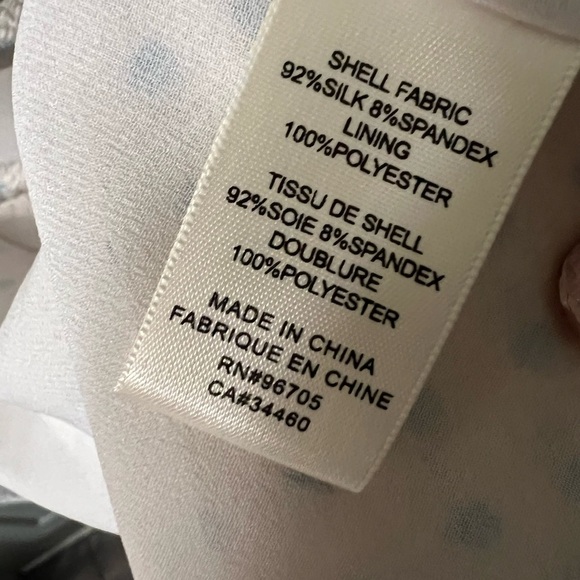 SHELL FABRIC
92%SILK 8%SPANDEX
LINING
100%POLYESTER
TISSU DE SHELL
92%SOIE 8%SPANDEX
DOUBLURE
100%POLYESTER
MADE IN CHINA
FABRIQUE EN CHINE
RN#96705
CA#34460